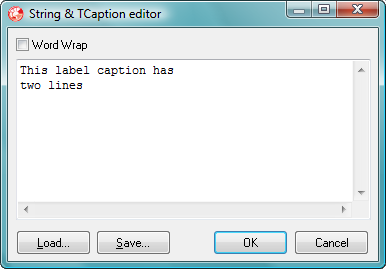 String & TCaption editor
Word Wrap
This label caption has
two lines
Load...
Save...
OK
Cancel